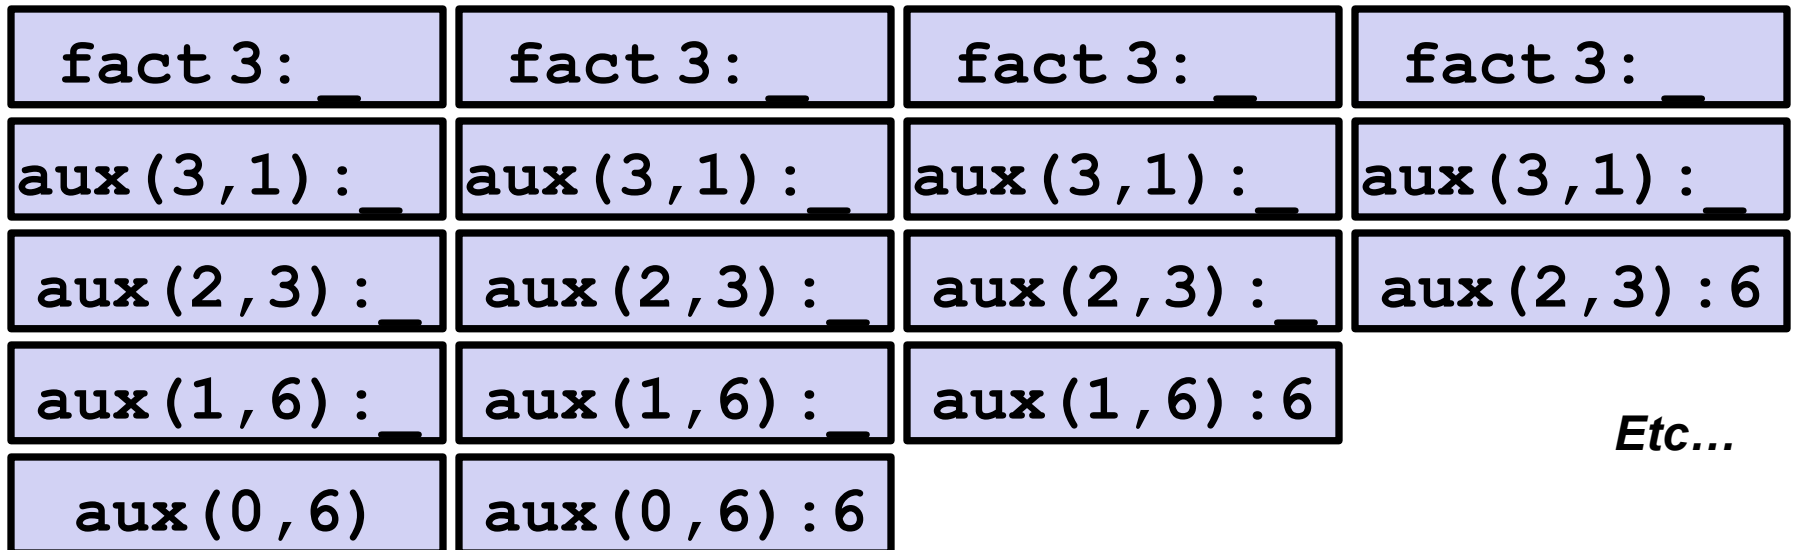 fact 3:_ fact 3:_ fact 3:_ fact 3:_
aux(3,1):_ aux(3,1):_ aux(3,1):_ aux(3,1):_
aux(2,3):_ aux(2,3):_ aux(2,3):_ aux(2,3):6
aux(1,6):_ aux(1,6):_ aux(1,6):6
Etc…
aux(0,6) aux(0,6):6